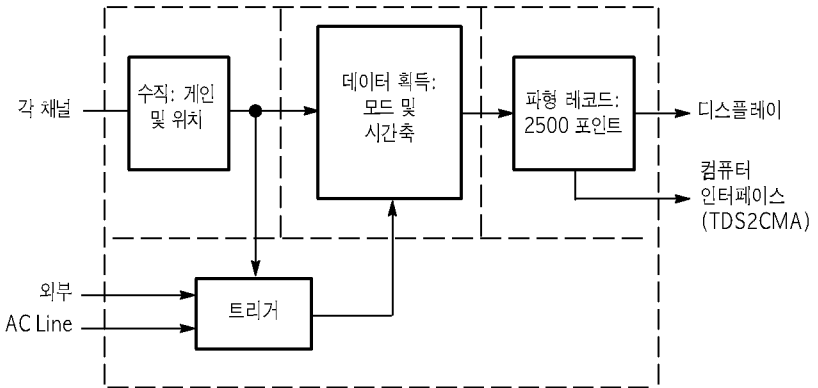 각 채널
수직: 게인
및 위치
데이터 획득:
모드 및
시간축
파형 레코드:
2500 포인트
디스플레이
컴퓨터
인터페이스
(TDS2CMA)
외부
AC Line
트리거